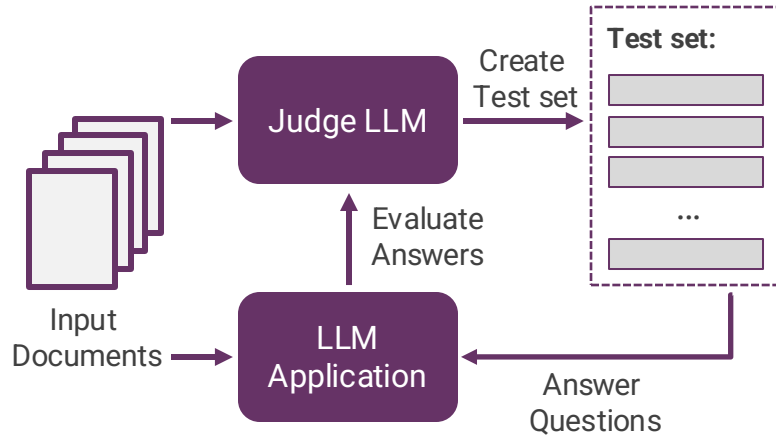 Judge LLM
Create
Test set
Test set:
...
Evaluate
Answers
Input
Documents
LLM
Application
Answer
Questions